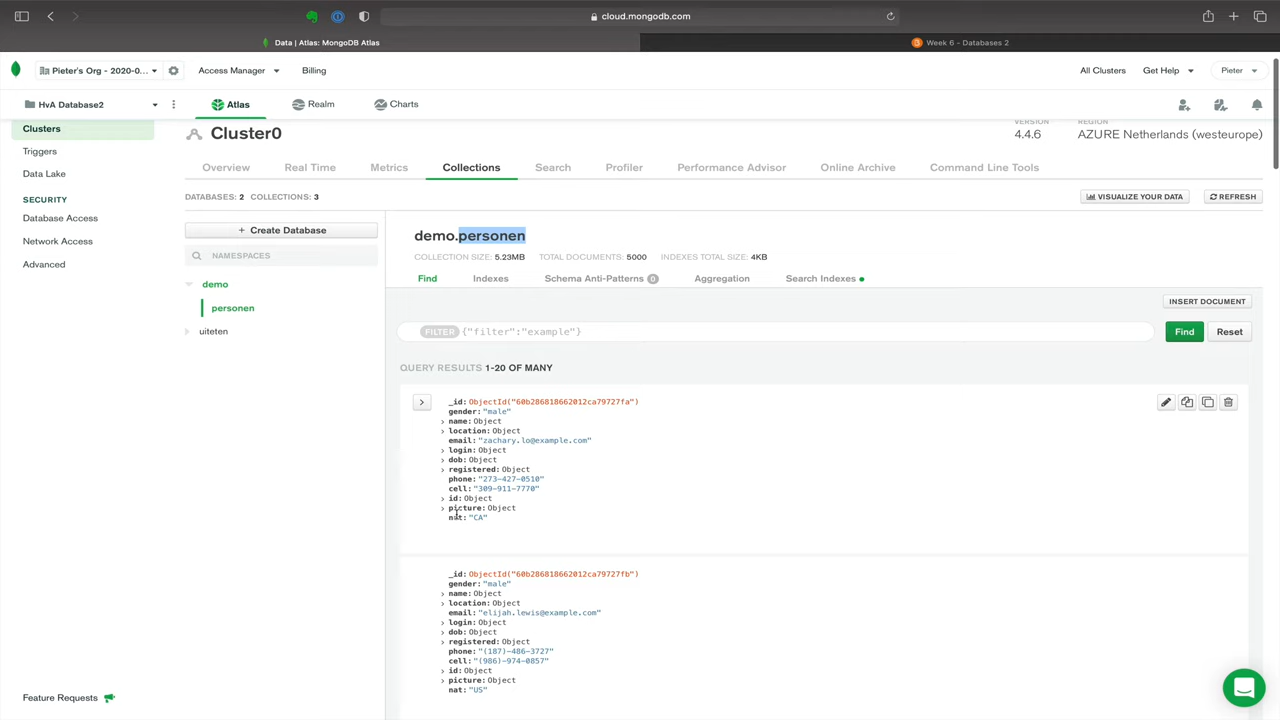 cloud.mongodb.com
Data | Atlas: MongoDB Atlas
Week 6 - Databases 2
Pieter's Org - 2020-0...
Access Manager
Billing
All Clusters
Get Help
Pieter
HvA Database2
Atlas
Realm
Charts
Clusters
Triggers
Data Lake
SECURITY
Database Access
Network Access
Advanced
Feature Requests
Cluster0
VERSION
4.4.6
REGION
AZURE Netherlands (westeurope)
Overview
Real Time
Metrics
Collections
Search
Profiler
Performance Advisor
Online Archive
Command Line Tools
DATABASES: 2 COLLECTIONS: 3
VISUALIZE YOUR DATA
REFRESH
+ Create Database
NAMESPACES
demo
personen
uiteten
demo.personen
COLLECTION SIZE: 5.23MB TOTAL DOCUMENTS: 5000 INDEXES TOTAL SIZE: 4KB
Find
Indexes
Schema Anti-Patterns 0
Aggregation
Search Indexes
INSERT DOCUMENT
FILTER {"filter":"example"}
Find
Reset
QUERY RESULTS 1-20 OF MANY
_id: ObjectId("60b286818662012ca79727fa")
gender: "male"
name: Object
location: Object
email: "zachary.lo@example.com"
login: Object
dob: Object
registered: Object
phone: "273-427-0510"
cell: "309-911-7770"
id: Object
picture: Object
nat: "CA"
_id: ObjectId("60b286818662012ca79727fb")
gender: "male"
name: Object
location: Object
email: "elijah.lewis@example.com"
login: Object
dob: Object
registered: Object
phone: "(187)-486-3727"
cell: "(986)-974-0857"
id: Object
picture: Object
nat: "US"